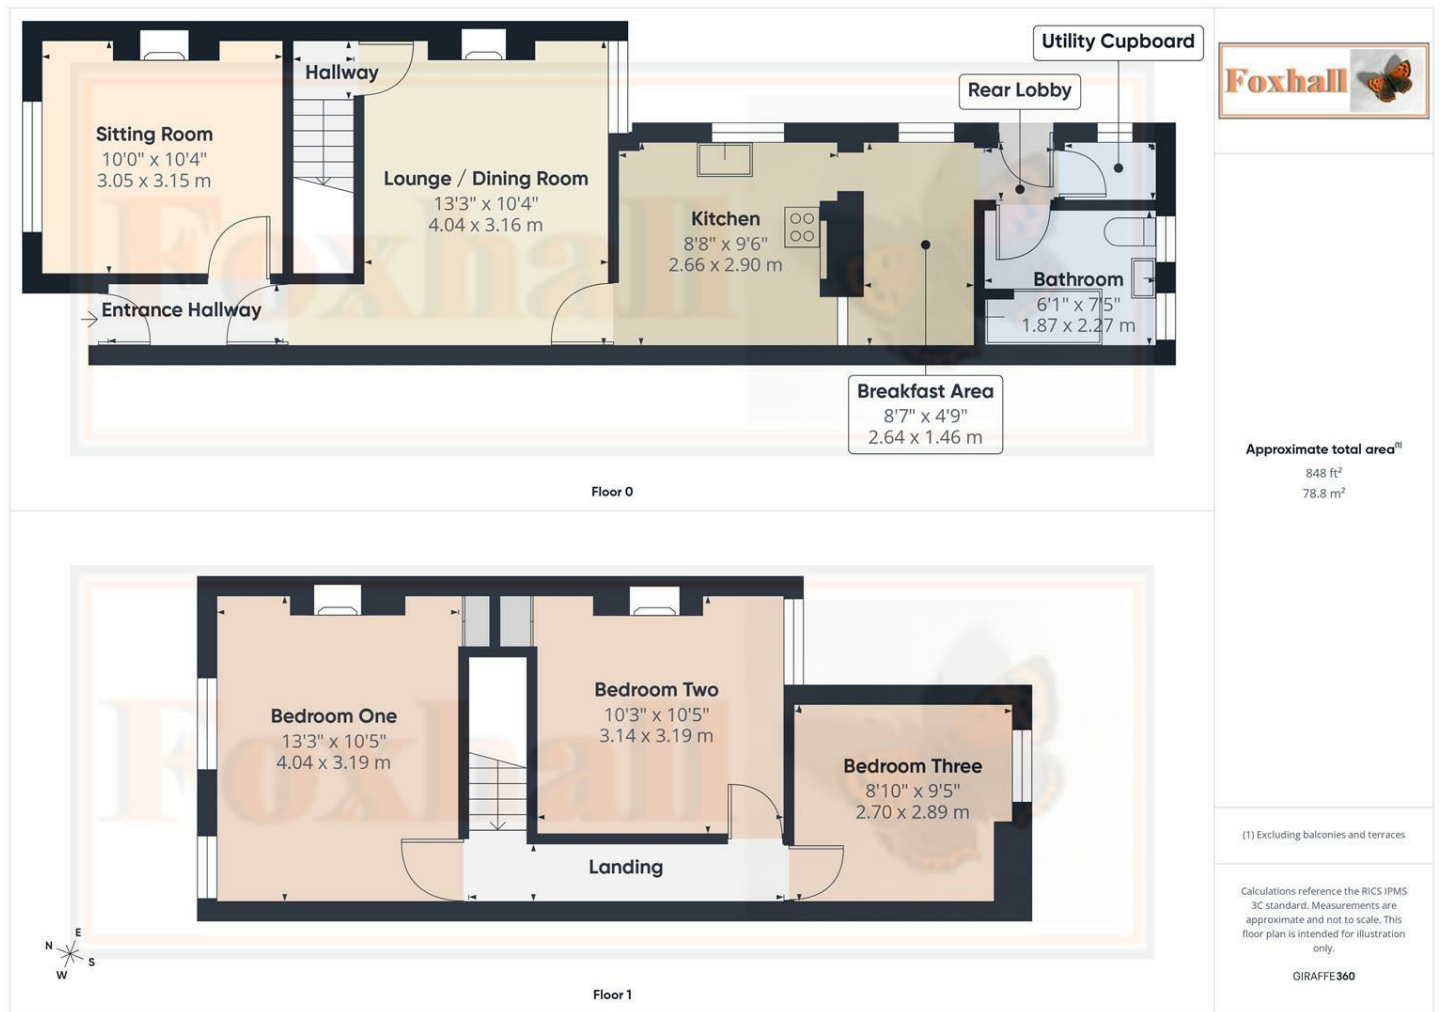 Utility Cupboard
Rear Lobby
Hallway
Sitting Room
10'0" x 10'4"
3.05 x 3.15 m
Lounge / Dining Room
13'3" x 10'4"
4.04 x 3.16 m
Kitchen
8'8" x 9'6"
2.66 x 2.90 m
Bathroom
6'1" x 7'5"
1.87 x 2.27 m
Entrance Hallway
Breakfast Area
8'7" x 4'9"
2.64 x 1.46 m
Foxhall
Floor 0
Bedroom One
13'3" x 10'5"
4.04 x 3.19 m
Bedroom Two
10'3" x 10'5"
3.14 x 3.19 m
Bedroom Three
8'10" x 9'5"
2.70 x 2.89 m
Landing
Foxhall
N E S W
Floor 1
Foxhall
Approximate total area(1)
848 ft²
78.8 m²
(1) Excluding balconies and terraces
Calculations reference the RICS IPMS
3C standard. Measurements are
approximate and not to scale. This
floor plan is intended for illustration
only.
GIRAFFE360